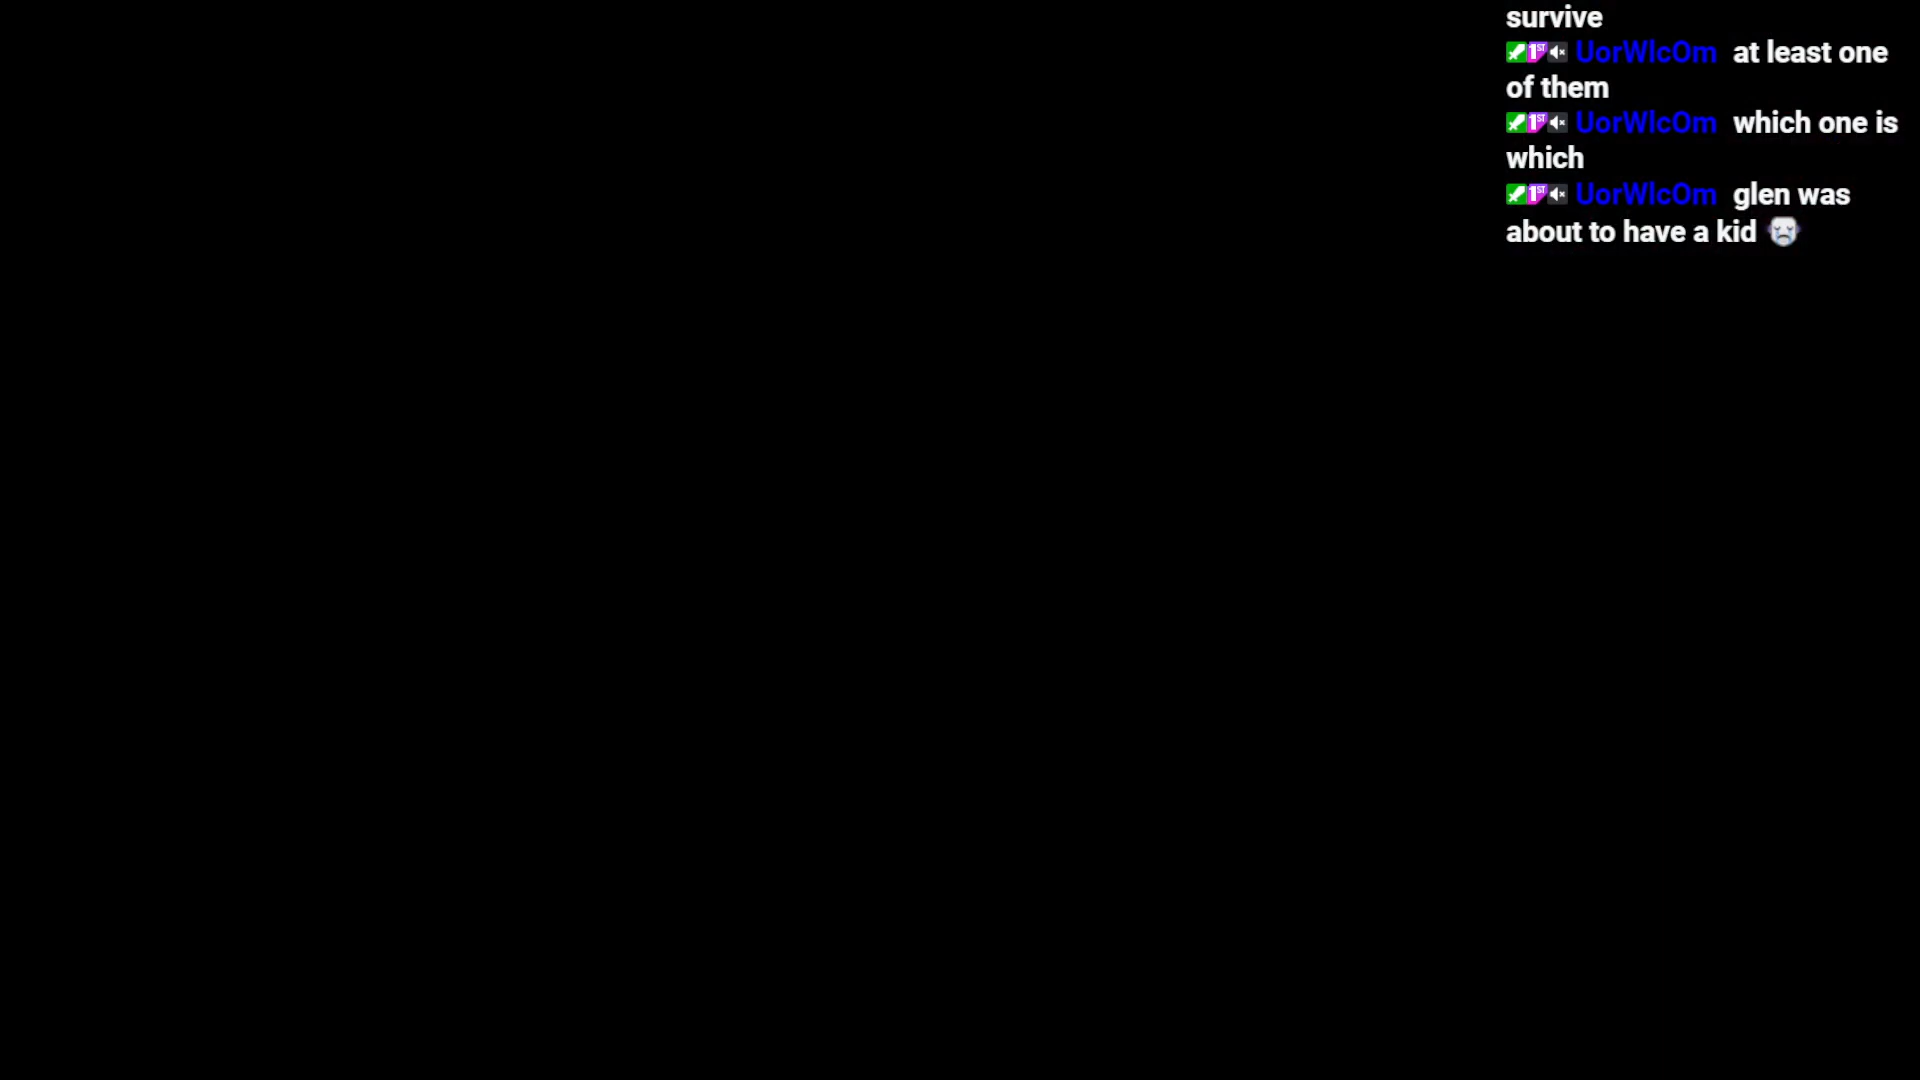 survive
UorWlcOm at least one
of them
UorWlcOm which one is
which
UorWlcOm glen was
about to have a kid